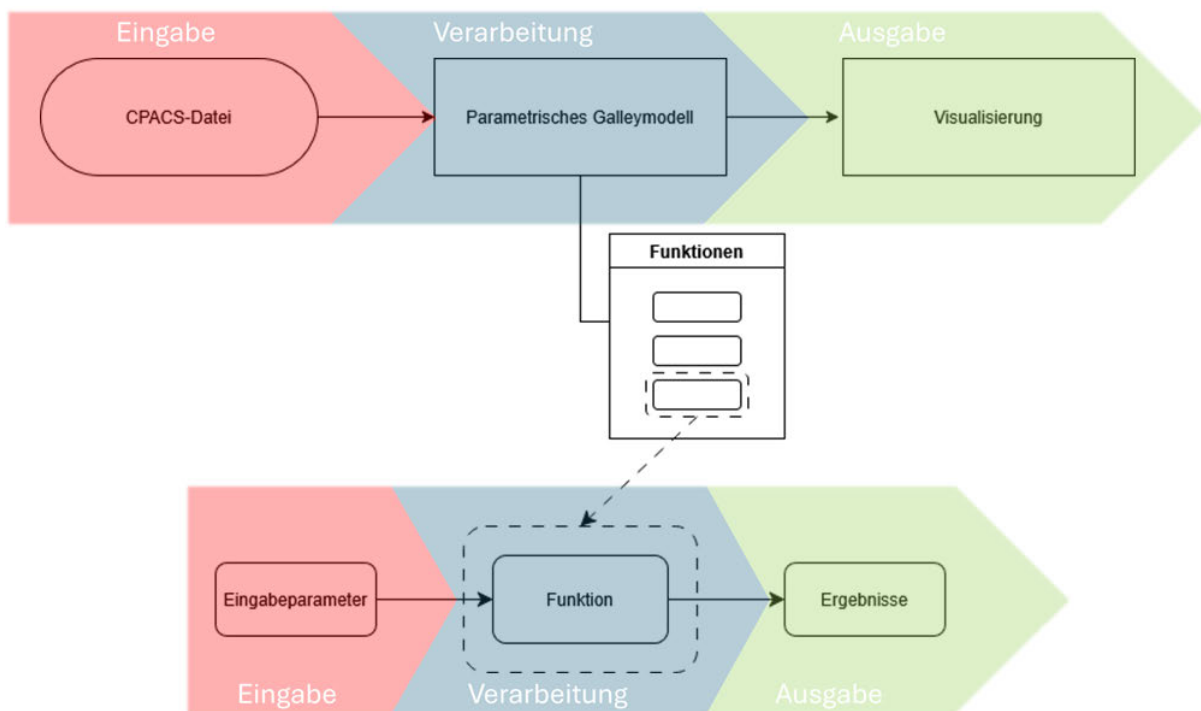 Eingabe
Verarbeitung
Ausgabe
CPACS-Datei
Parametrisches Galleymodell
Visualisierung
Funktionen
Eingabeparameter
Funktion
Ergebnisse
Eingabe
Verarbeitung
Ausgabe